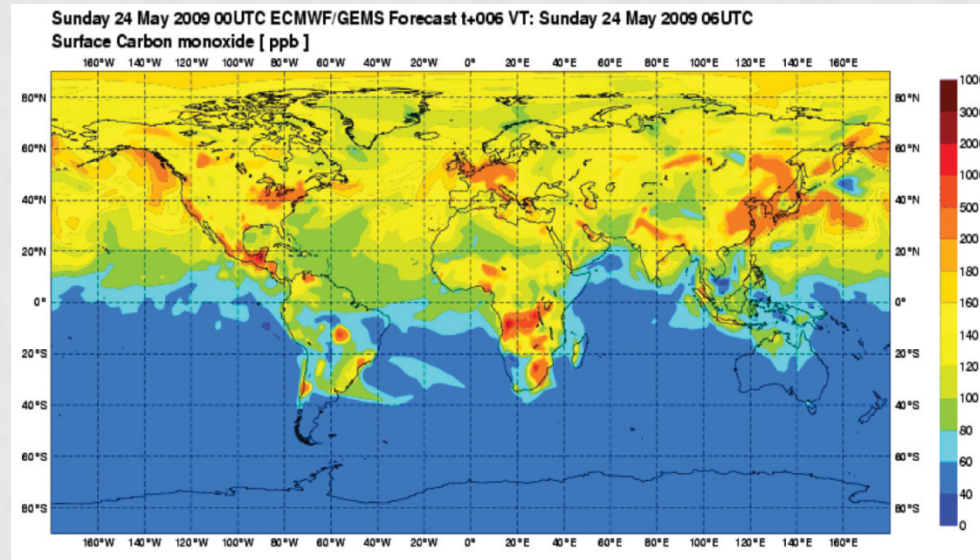 Sunday 24 May 2009 00UTC ECMWF/GEMS Forecast t+006 VT: Sunday 24 May 2009 06UTC
Surface Carbon monoxide [ ppb ]
160°W 140°W 120°W 100°W 80°W 60°W 40°W 20°W 0° 20°E 40°E 60°E 80°E 100°E 120°E 140°E 160°E
80°N 80°N
60°N 60°N
40°N 40°N
20°N 20°N
0° 0°
20°S 20°S
40°S 40°S
60°S 60°S
80°S 80°S
160°W 140°W 120°W 100°W 80°W 60°W 40°W 20°W 0° 20°E 40°E 60°E 80°E 100°E 120°E 140°E 160°E
1000
3000
2000
1000
500
200
180
160
140
120
100
80
60
40
0